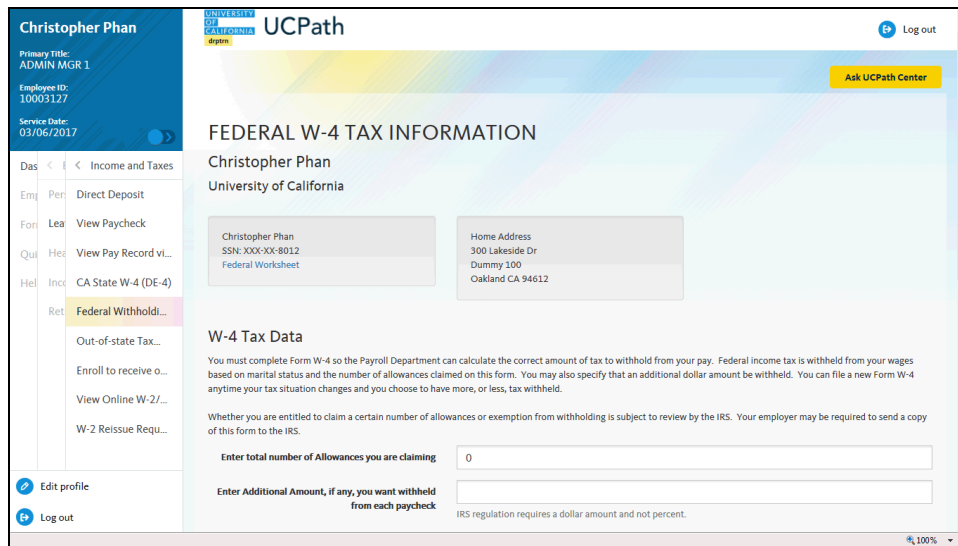 Christopher Phan
Primary Title:
ADMIN MGR 1
Employee ID:
10003127
Service Date:
03/06/2017
UNIVERSITY
OF
CALIFORNIA
drptrn
UCPath
Log out
Ask UCPath Center
Das
Emp
Forr
Qui
Hel
Per
Lea
Hea
Inco
Ret
Income and Taxes
Direct Deposit
View Paycheck
View Pay Record vi...
CA State W-4 (DE-4)
Federal Withholdi...
Out-of-state Tax...
Enroll to receive o...
View Online W-2/...
W-2 Reissue Requ...
Edit profile
Log out
FEDERAL W-4 TAX INFORMATION
Christopher Phan
University of California
Christopher Phan
SSN: XXX-XX-8012
Federal Worksheet
Home Address
300 Lakeside Dr
Dummy 100
Oakland CA 94612
W-4 Tax Data
You must complete Form W-4 so the Payroll Department can calculate the correct amount of tax to withhold from your pay. Federal income tax is withheld from your wages
based on marital status and the number of allowances claimed on this form. You may also specify that an additional dollar amount be withheld. You can file a new Form W-4
anytime your tax situation changes and you choose to have more, or less, tax withheld.
Whether you are entitled to claim a certain number of allowances or exemption from withholding is subject to review by the IRS. Your employer may be required to send a copy
of this form to the IRS.
Enter total number of Allowances you are claiming
0
Enter Additional Amount, if any, you want withheld
from each paycheck
IRS regulation requires a dollar amount and not percent.
100%